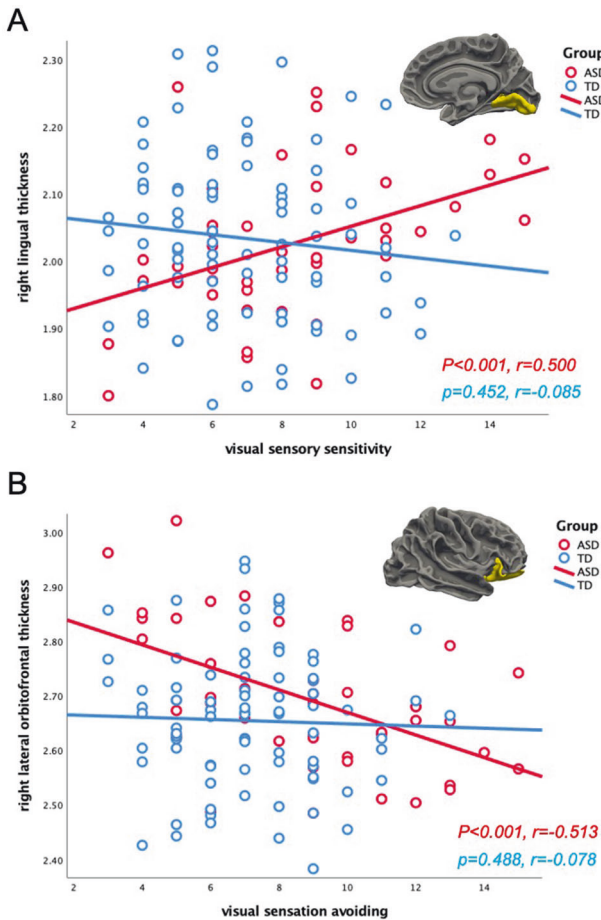 A
Group
ASD
TD
ASD
TD
2.30
2.20
2.10
2.00
1.90
1.80
right lingual thickness
P<0.001, r=0.500
p=0.452, r=-0.085
2 4 6 8 10 12 14
visual sensory sensitivity
B
Group
ASD
TD
ASD
TD
3.00
2.90
2.80
2.70
2.60
2.50
2.40
right lateral orbitofrontal thickness
P<0.001, r=-0.513
p=0.488, r=-0.078
2 4 6 8 10 12 14
visual sensation avoiding